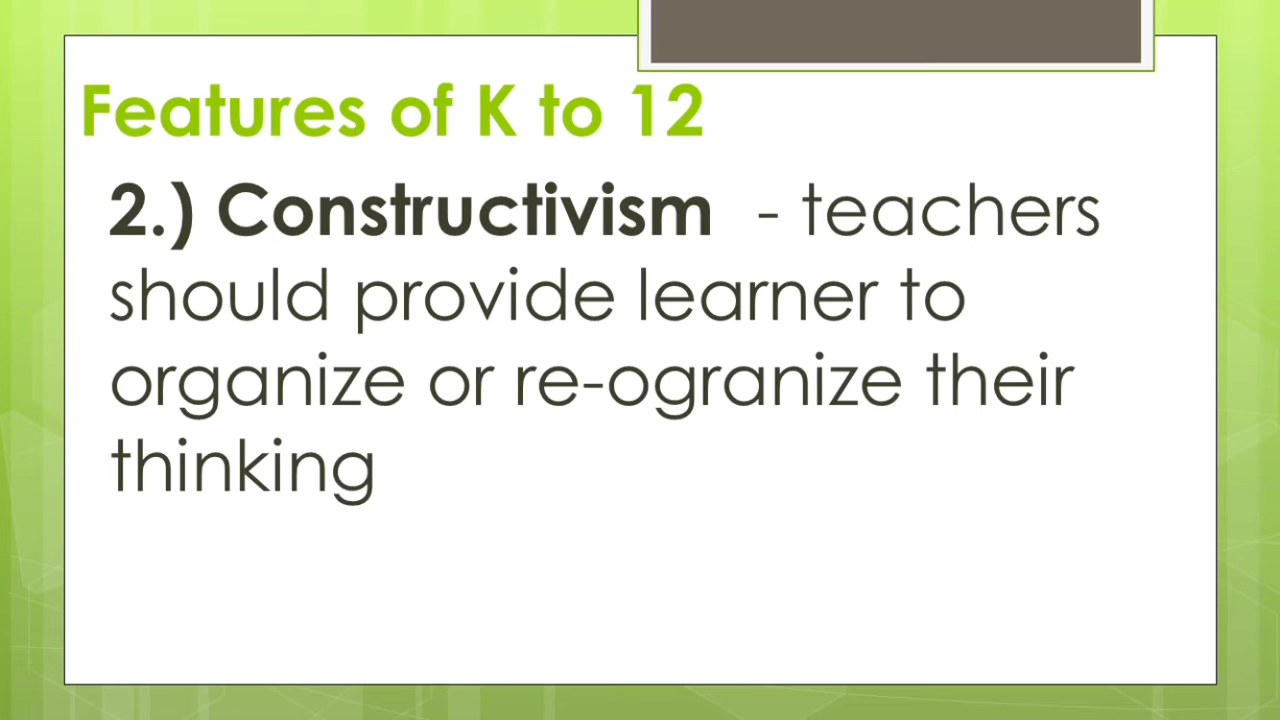 Features of K to 12
2.) Constructivism - teachers
should provide learner to
organize or re-ogranize their
thinking